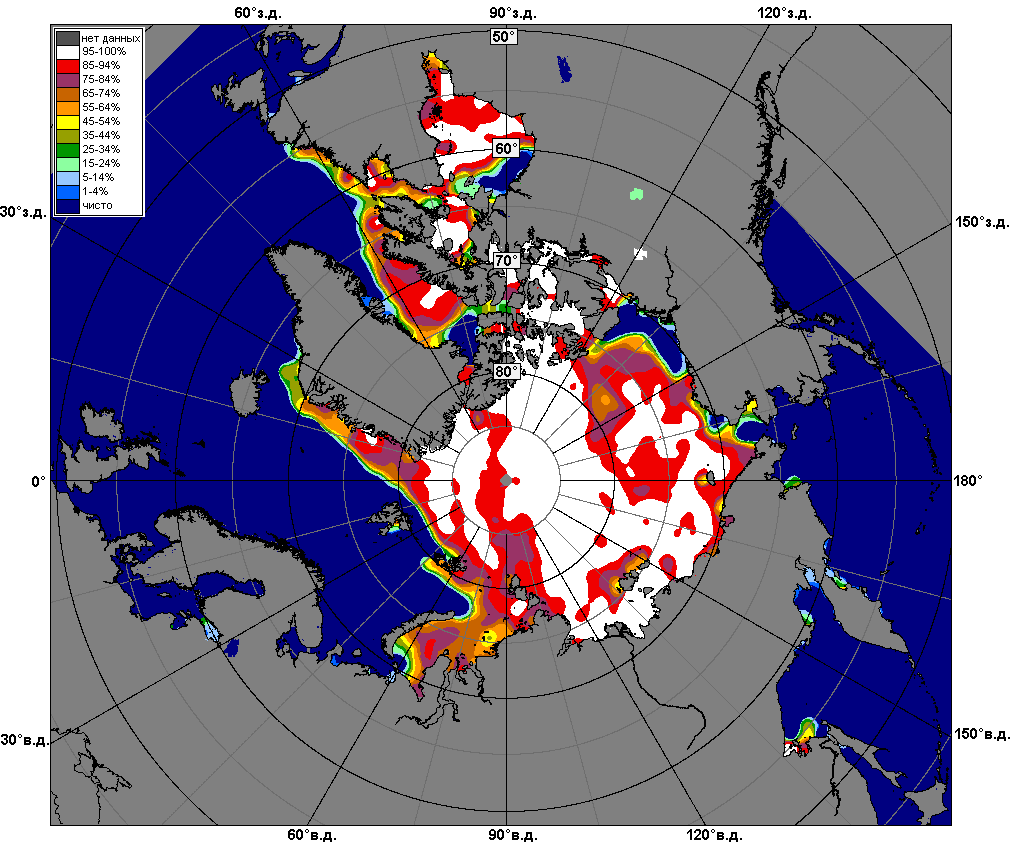 60°з.д.
90°з.д.
120°з.д.
нет данных
95-100%
85-94%
75-84%
65-74%
55-64%
45-54%
35-44%
25-34%
15-24%
5-14%
1-4%
чисто
50°
60°
30°з.д.
150°з.д.
70°
80°
0°
180°
30°в.д.
150°в.д.
60°в.д.
90°в.д.
120°в.д.